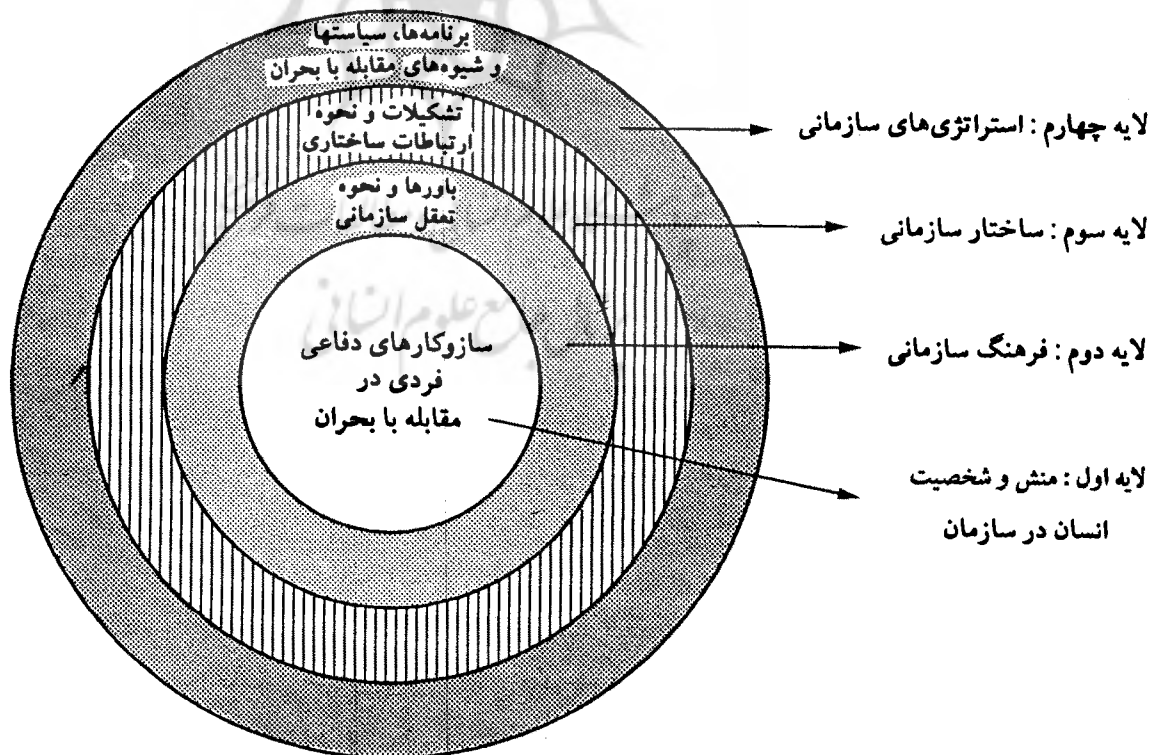 برنامه‌ها، سیاستها
و شیوه‌های مقابله با بحران
تشکیلات و نحوه
ارتباطات ساختاری
باورها و نحوه
تعقل سازمانی
سازوکارهای دفاعی
فردی در
مقابله با بحران
لایه چهارم : استراتژی‌های سازمانی
لایه سوم : ساختار سازمانی
لایه دوم : فرهنگ سازمانی
لایه اول : منش و شخصیت
انسان در سازمان
علوم انسانی